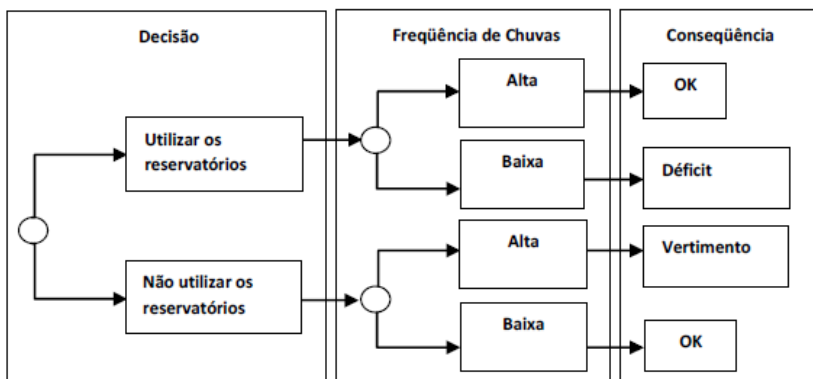 Decisão
Freqüência de Chuvas
Conseqüência
Utilizar os
reservatórios
Alta
OK
Baixa
Déficit
Não utilizar os
reservatórios
Alta
Vertimento
Baixa
OK